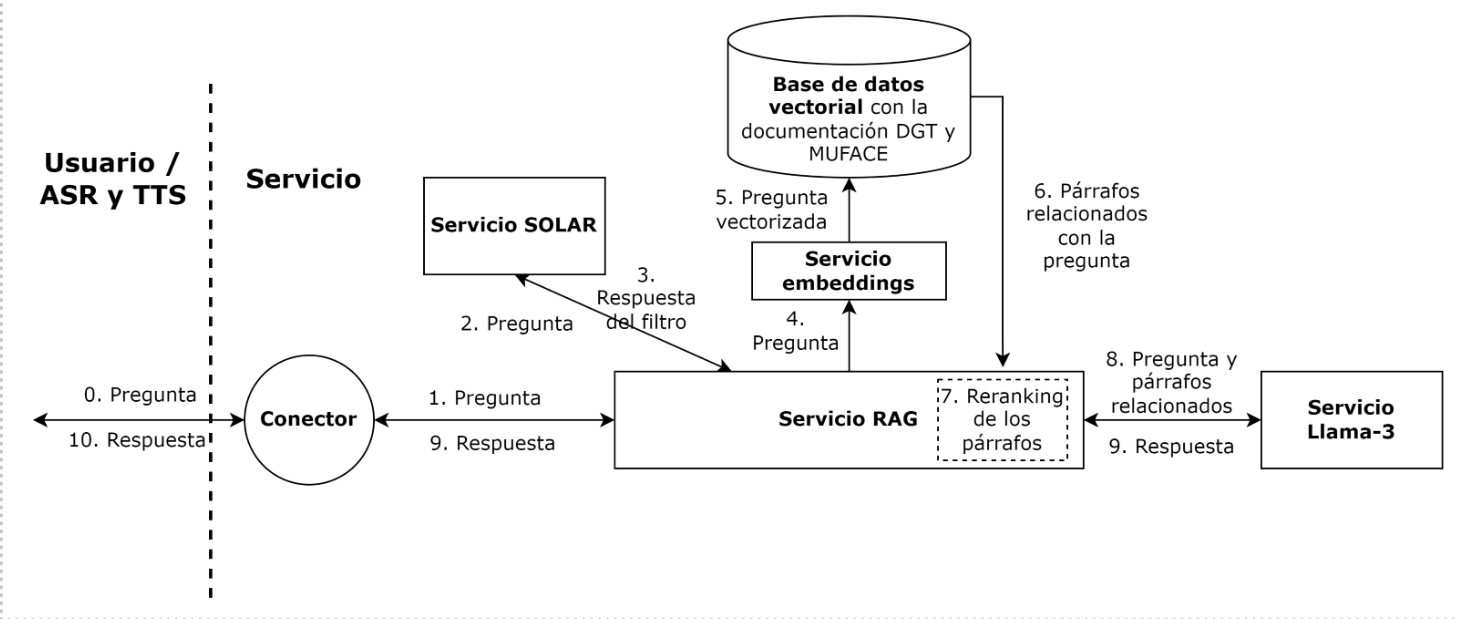 Usuario /
ASR y TTS
Servicio
Base de datos
vectorial con la
documentación DGT y
MUFACE
Servicio SOLAR
5. Pregunta
vectorizada
6. Párrafos
relacionados
con la
pregunta
Servicio
embeddings
3.
Respuesta
del filtro
2. Pregunta
4.
Pregunta
0. Pregunta
10. Respuesta
Conector
1. Pregunta
9. Respuesta
Servicio RAG
7. Reranking
de los
párrafos
8. Pregunta y
párrafos
relacionados
9. Respuesta
Servicio
Llama-3